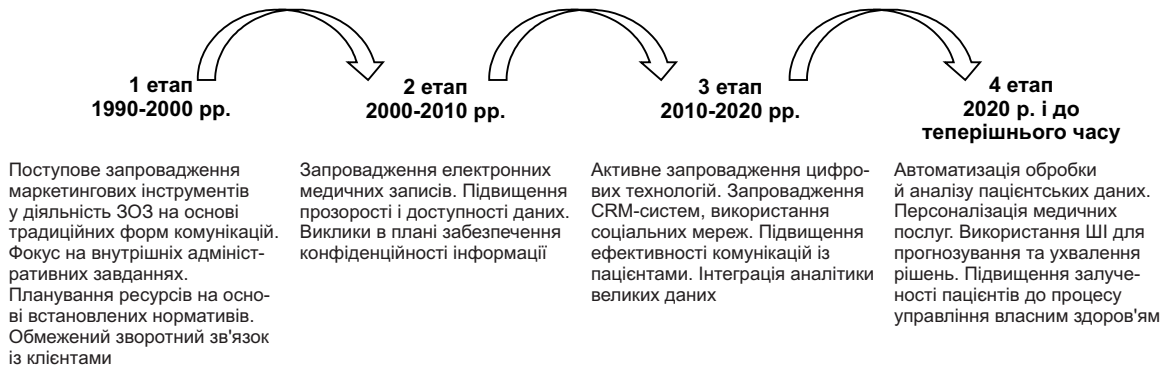 1 етап
1990-2000 рр.
2 етап
2000-2010 рр.
3 етап
2010-2020 рр.
4 етап
2020 р. і до
теперішнього часу
Поступове запровадження
маркетингових інструментів
у діяльність ЗОЗ на основі
традиційних форм комунікацій.
Фокус на внутрішніх адмініст-
ративних завданнях.
Планування ресурсів на осно-
ві встановлених нормативів.
Обмежений зворотний зв'язок
із клієнтами
Запровадження електронних
медичних записів. Підвищення
прозорості і доступності даних.
Виклики в плані забезпечення
конфіденційності інформації
Активне запровадження цифро-
вих технологій. Запровадження
CRM-систем, використання
соціальних мереж. Підвищення
ефективності комунікацій із
пацієнтами. Інтеграція аналітики
великих даних
Автоматизація обробки
й аналізу пацієнтських даних.
Персоналізація медичних
послуг. Використання ШІ для
прогнозування та ухвалення
рішень. Підвищення залуче-
ності пацієнтів до процесу
управління власним здоров'ям